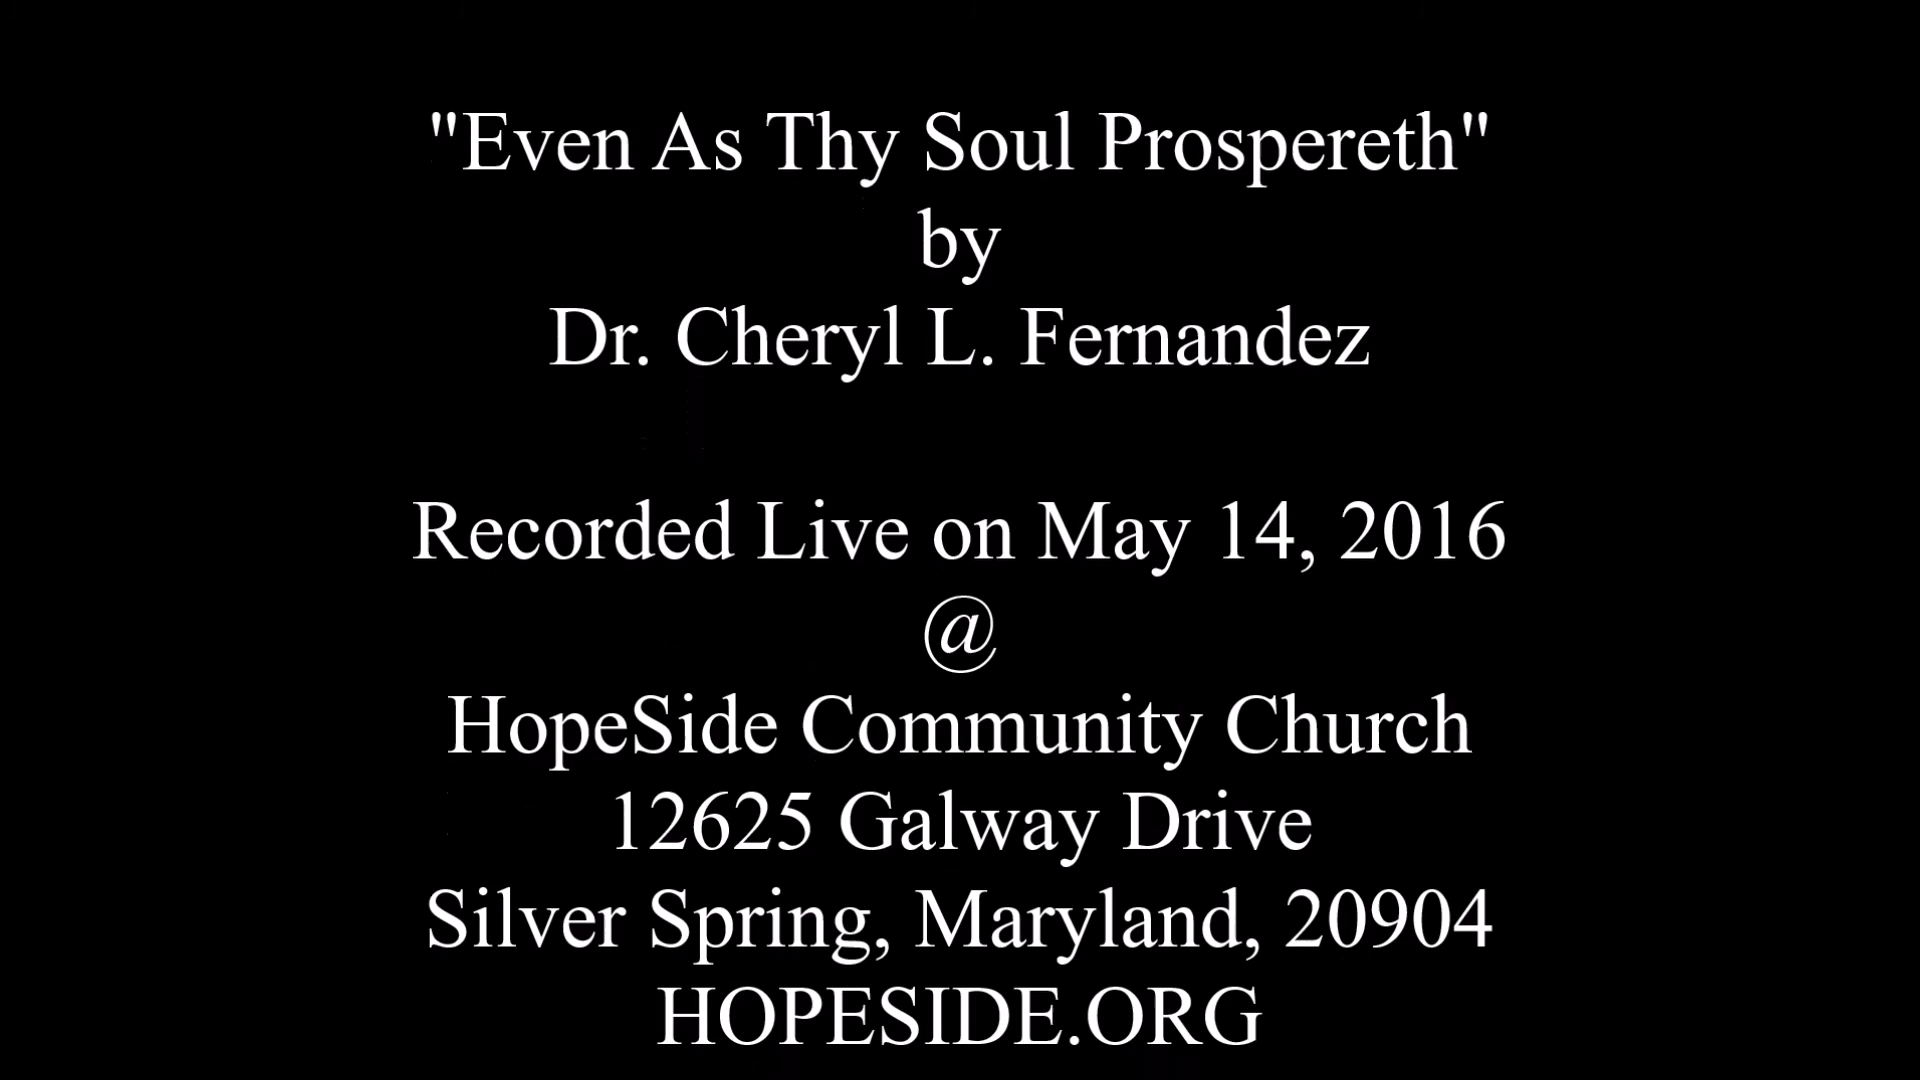 "Even As Thy Soul Prospereth"
by
Dr. Cheryl L. Fernandez
Recorded Live on May 14, 2016
@
HopeSide Community Church
12625 Galway Drive
Silver Spring, Maryland, 20904
HOPESIDE.ORG